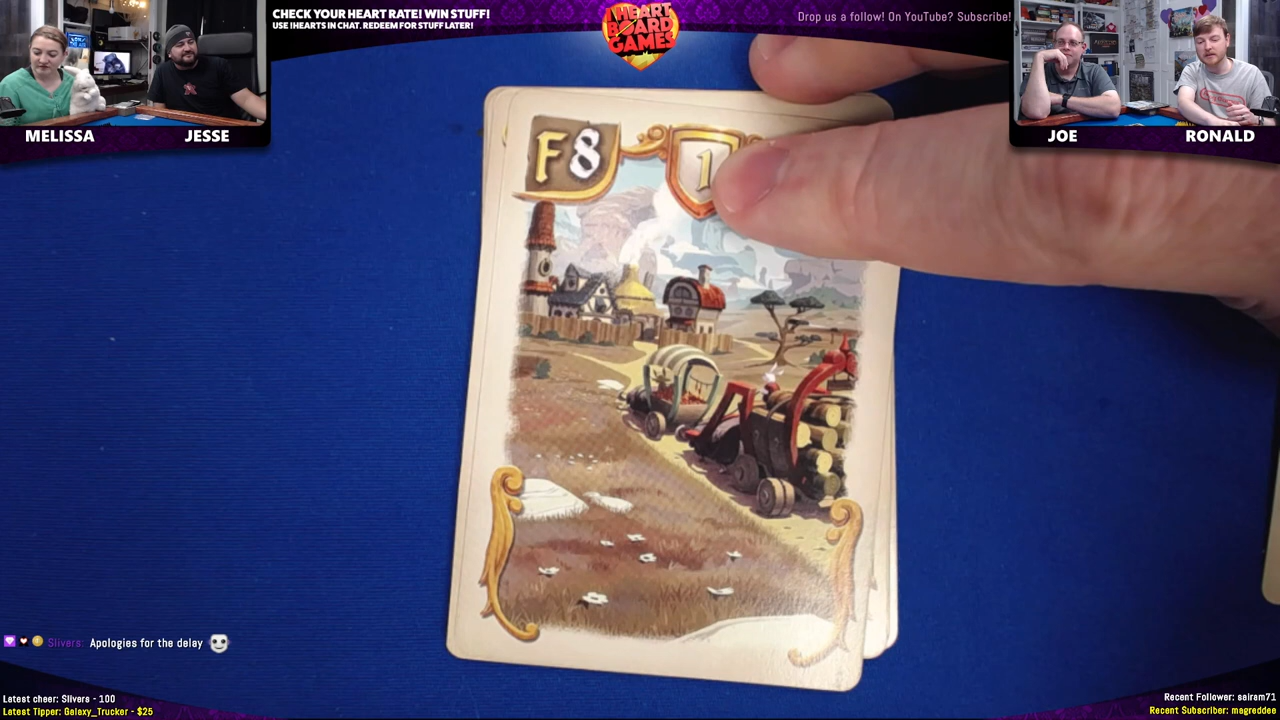 CHECK YOUR HEART RATE! WIN STUFF!
USE !HEARTS IN CHAT. REDEEM FOR STUFF LATER!
I HEART
BOARD
GAMES
Drop us a follow! On YouTube? Subscribe!
MELISSA
JESSE
JOE
RONALD
F8
1
Slivers: Apologies for the delay
Latest cheer: Slivers - 100
Latest Tipper: Galaxy_Trucker - $25
Recent Follower: sairam71
Recent Subscriber: magreddee